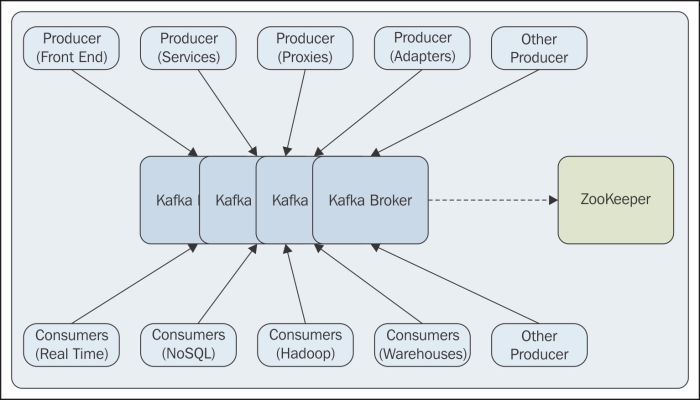 Producer
(Front End)
Producer
(Services)
Producer
(Proxies)
Producer
(Adapters)
Other
Producer
Kafka
Kafka
Kafka
Kafka Broker
ZooKeeper
Consumers
(Real Time)
Consumers
(NoSQL)
Consumers
(Hadoop)
Consumers
(Warehouses)
Other
Producer